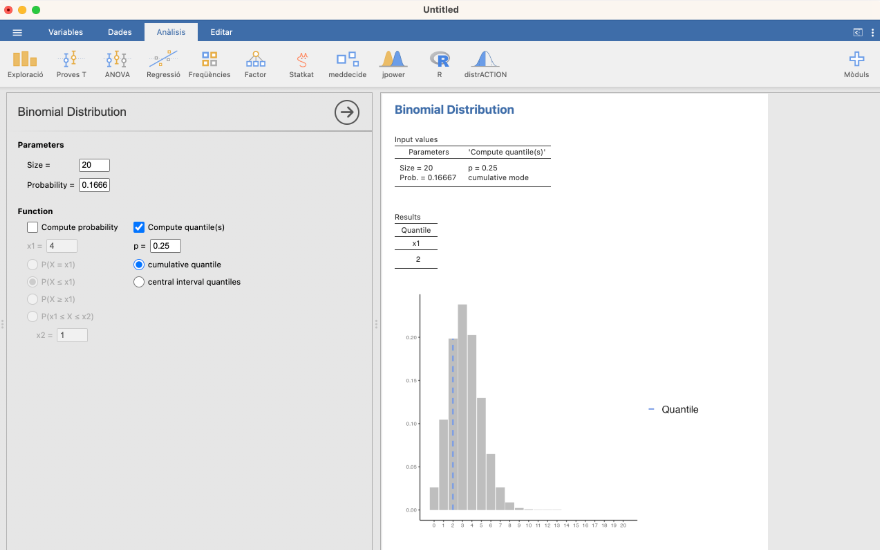 Untitled
Variables Dades Anàlisis Editar
Exploració Proves T ANOVA Regressió Freqüències Factor Statkat meddecide jpower R distrACTION Mòduls
Binomial Distribution
Parameters
Size = 20
Probability = 0.1666
Function
Compute probability Compute quantile(s)
x1 = 4 p = 0.25
P(X = x1) cumulative quantile
P(X ≤ x1) central interval quantiles
P(X ≥ x1)
P(x1 ≤ X ≤ x2)
x2 = 1
Binomial Distribution
Input values
Parameters 'Compute quantile(s)'
Size = 20 p = 0.25
Prob. = 0.16667 cumulative mode
Results
Quantile
x1
2
0.20
0.15
0.10
0.05
0.00
0 1 2 3 4 5 6 7 8 9 10 11 12 13 14 15 16 17 18 19 20
Quantile